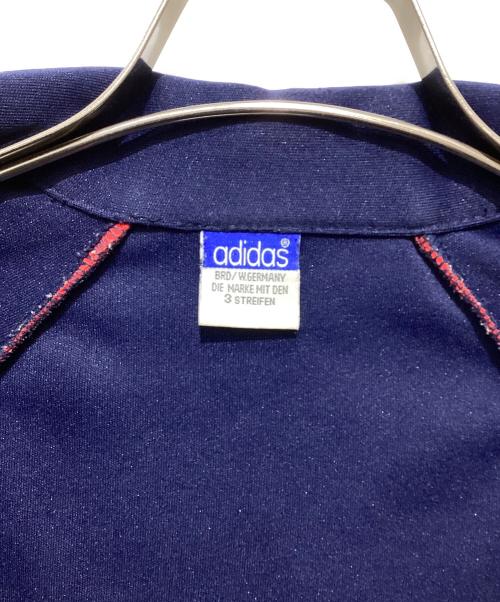 adidas®
BRD/W.GERMANY
DIE MARKE MIT DEN
3 STREIFEN